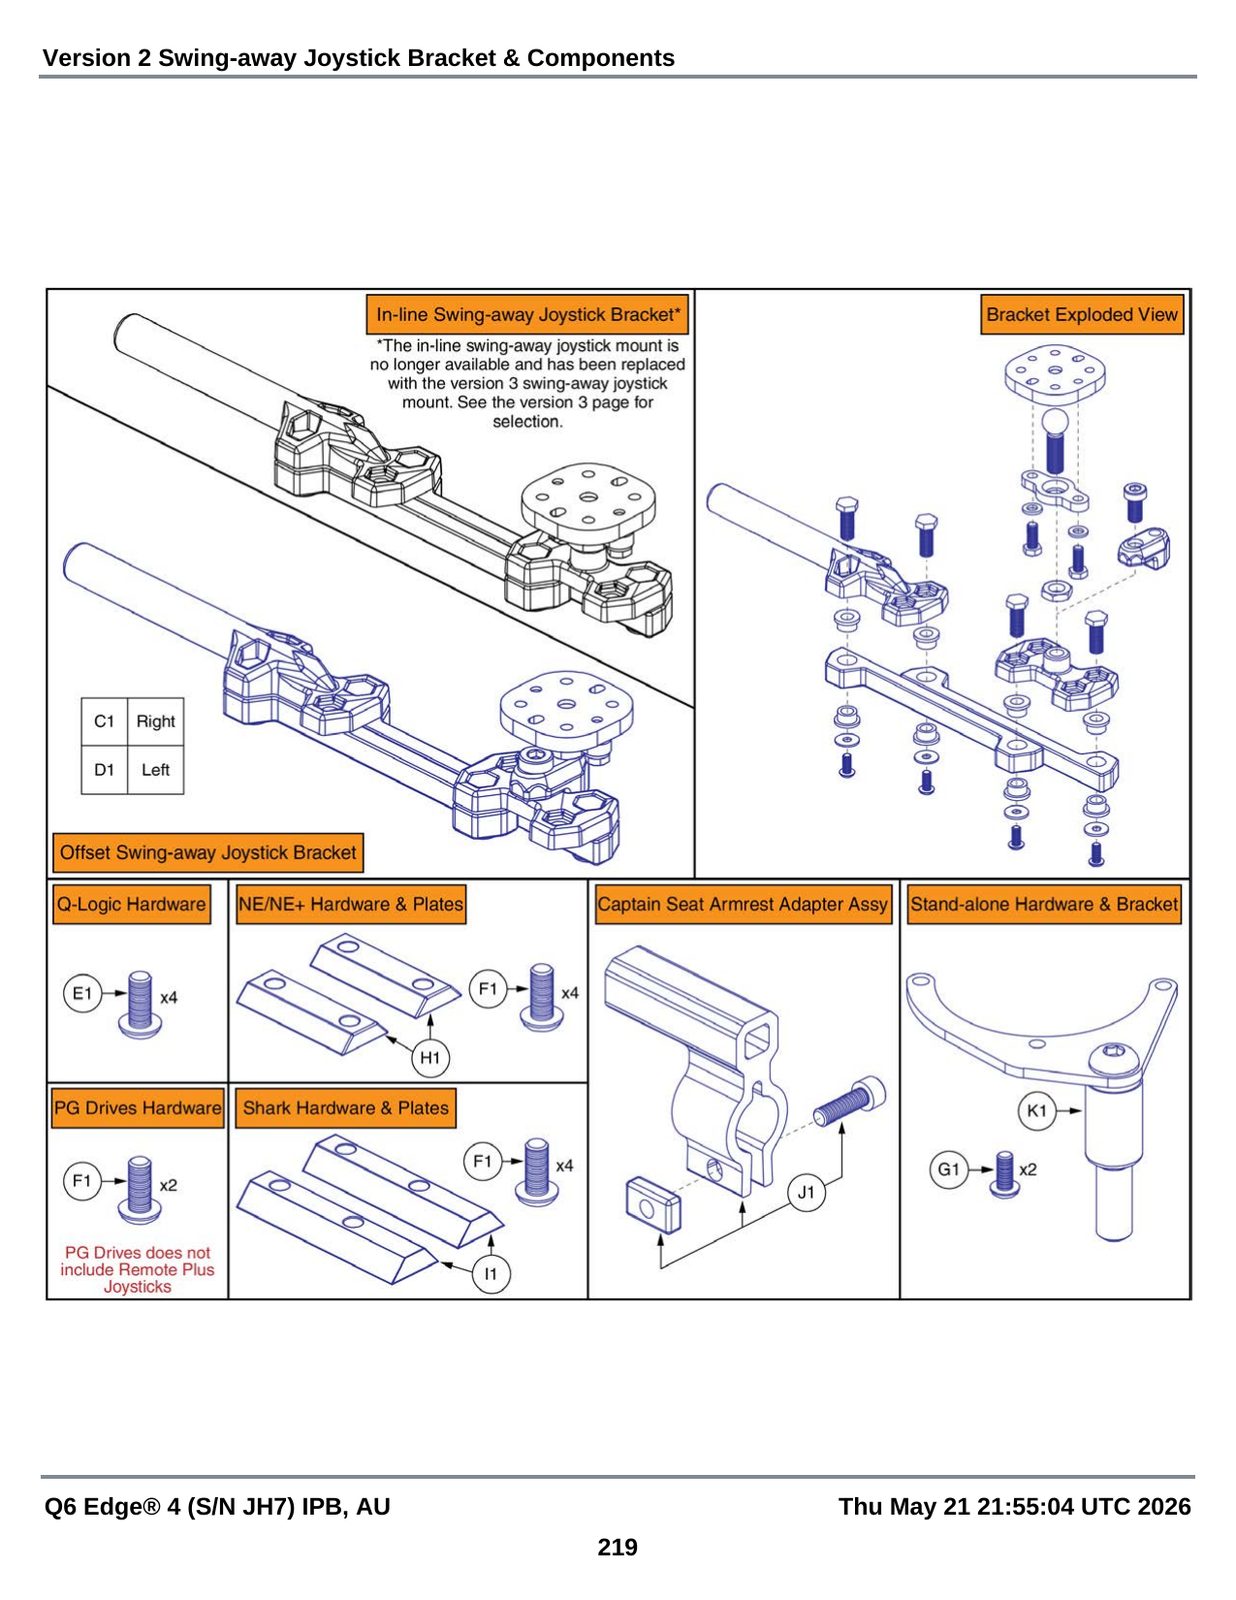 Version 2 Swing-away Joystick Bracket & Components
In-line Swing-away Joystick Bracket*
*The in-line swing-away joystick mount is
no longer available and has been replaced
with the version 3 swing-away joystick
mount. See the version 3 page for
selection.
Bracket Exploded View
C1 Right
D1 Left
Offset Swing-away Joystick Bracket
Q-Logic Hardware
E1 x4
NE/NE+ Hardware & Plates
F1 x4
H1
PG Drives Hardware
F1 x2
PG Drives does not
include Remote Plus
Joysticks
Shark Hardware & Plates
F1 x4
I1
Captain Seat Armrest Adapter Assy
J1
Stand-alone Hardware & Bracket
K1
G1 x2
Q6 Edge® 4 (S/N JH7) IPB, AU
Thu May 21 21:55:04 UTC 2026
219